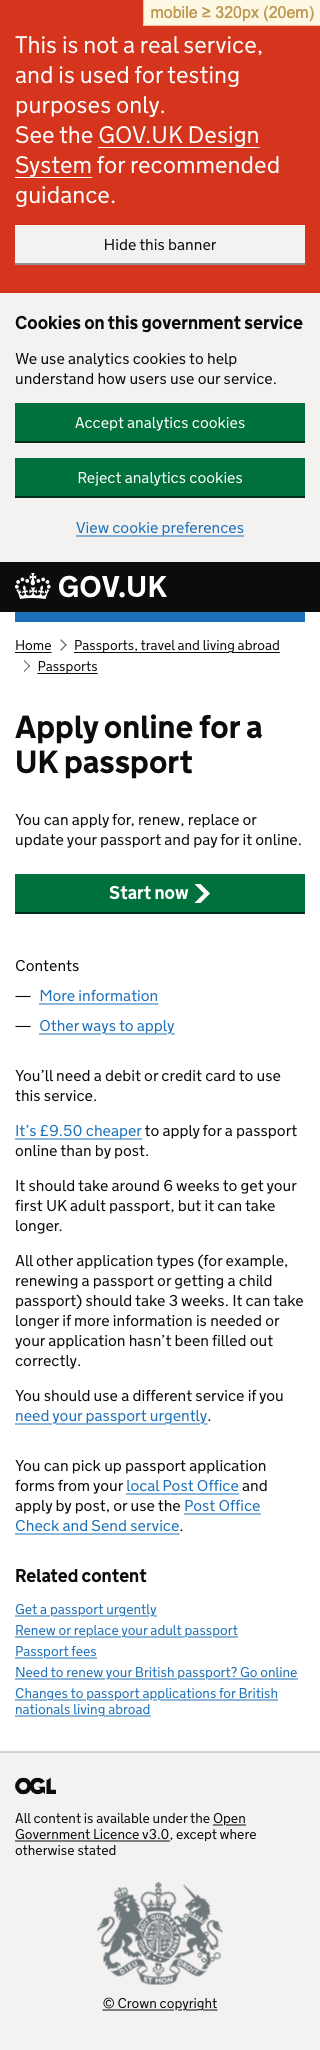 mobile ≥ 320px (20em)
This is not a real service,
and is used for testing
purposes only.
See the GOV.UK Design
System for recommended
guidance.
Hide this banner
Cookies on this government service
We use analytics cookies to help
understand how users use our service.
Accept analytics cookies
Reject analytics cookies
View cookie preferences
GOV.UK
Home
Passports, travel and living abroad
Passports
Apply online for a
UK passport
You can apply for, renew, replace or
update your passport and pay for it online.
Start now
Contents
— More information
— Other ways to apply
You’ll need a debit or credit card to use
this service.
It’s £9.50 cheaper to apply for a passport
online than by post.
It should take around 6 weeks to get your
first UK adult passport, but it can take
longer.
All other application types (for example,
renewing a passport or getting a child
passport) should take 3 weeks. It can take
longer if more information is needed or
your application hasn’t been filled out
correctly.
You should use a different service if you
need your passport urgently.
You can pick up passport application
forms from your local Post Office and
apply by post, or use the Post Office
Check and Send service.
Related content
Get a passport urgently
Renew or replace your adult passport
Passport fees
Need to renew your British passport? Go online
Changes to passport applications for British
nationals living abroad
OGL
All content is available under the Open
Government Licence v3.0, except where
otherwise stated
DIEU ET MON DROIT
© Crown copyright